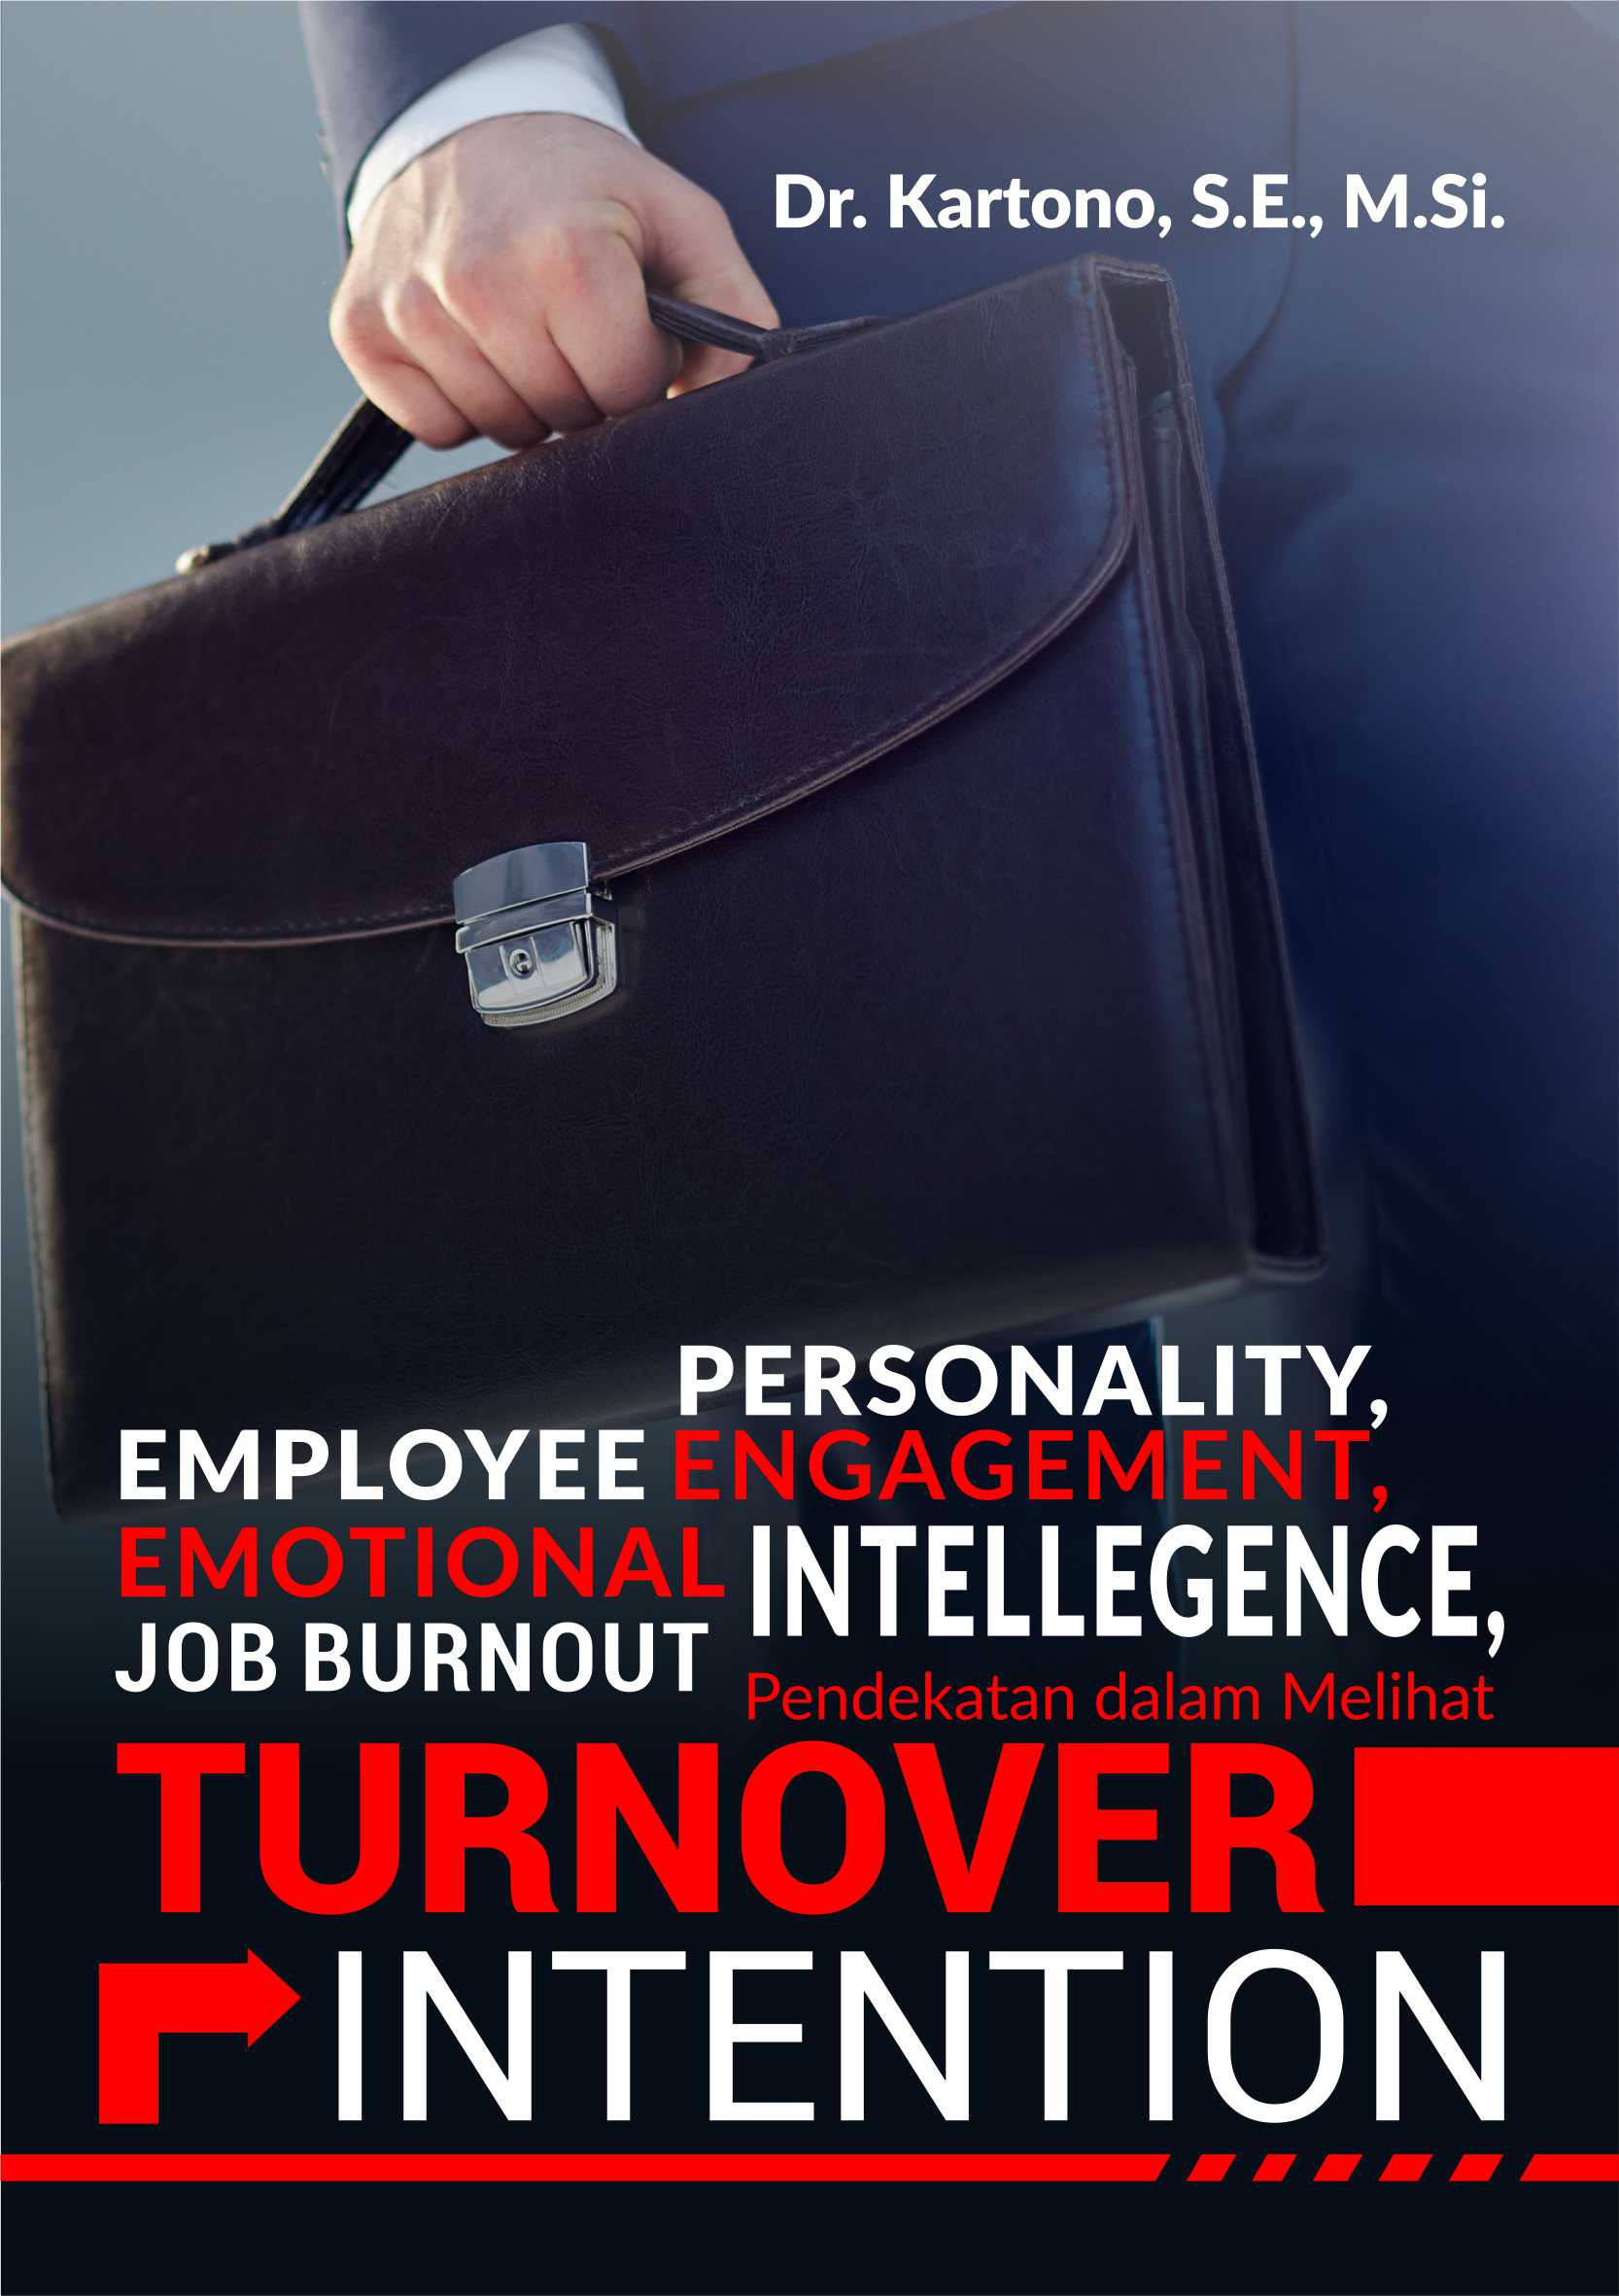 Dr. Kartono, S.E., M.Si.
PERSONALITY,
EMPLOYEE ENGAGEMENT,
EMOTIONAL INTELLEGENCE,
JOB BURNOUT
Pendekatan dalam Melihat
TURNOVER
INTENTION